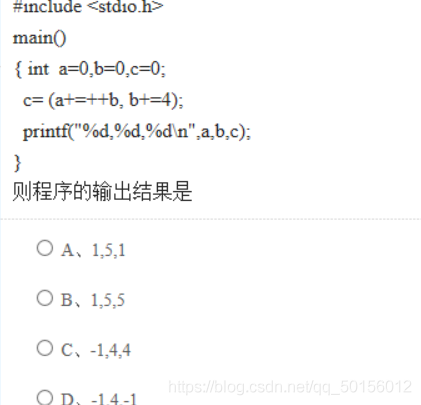 #include <stdio.h>
main()
{ int a=0,b=0,c=0;
c= (a+=++b, b+=4);
printf("%d,%d,%d\n",a,b,c);
}
则程序的输出结果是
A、1,5,1
B、1,5,5
C、-1,4,4
D、-1,4,-1
https://blog.csdn.net/qq_50156012